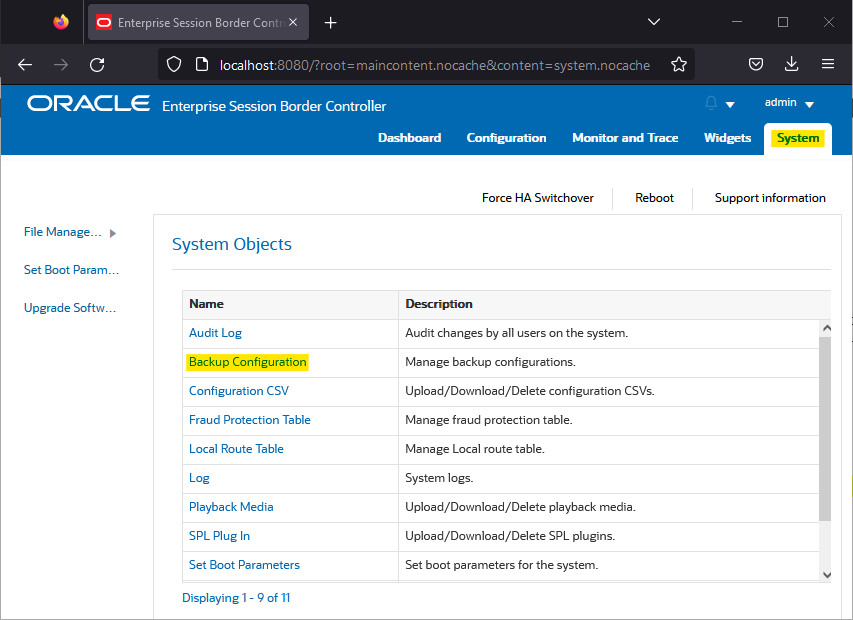 Enterprise Session Border Contr
localhost:8080/?root=maincontent.nocache&content=system.nocache
ORACLE Enterprise Session Border Controller
admin
Dashboard Configuration Monitor and Trace Widgets System
Force HA Switchover Reboot Support information
File Manage...
Set Boot Param...
Upgrade Softw...
System Objects
Name Description
Audit Log Audit changes by all users on the system.
Backup Configuration Manage backup configurations.
Configuration CSV Upload/Download/Delete configuration CSVs.
Fraud Protection Table Manage fraud protection table.
Local Route Table Manage Local route table.
Log System logs.
Playback Media Upload/Download/Delete playback media.
SPL Plug In Upload/Download/Delete SPL plugins.
Set Boot Parameters Set boot parameters for the system.
Displaying 1 - 9 of 11